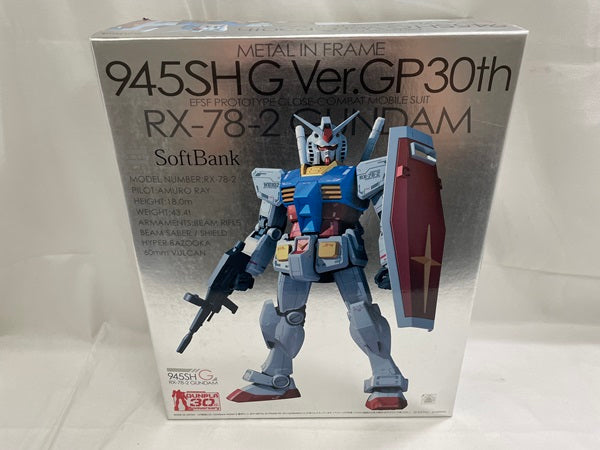 METAL IN FRAME
945SH G Ver.GP30th
EFSF PROTOTYPE CLOSE-COMBAT MOBILE SUIT
RX-78-2 GUNDAM
SoftBank
MODEL NUMBER:RX-78-2
PILOT:AMURO RAY
HEIGHT:18.0m
WEIGHT:43.4t
ARMAMENTS:BEAM RIFLE
BEAM SABER / SHIELD
HYPER BAZOOKA
60mm VULCAN
945SH G
RX-78-2 GUNDAM
GUNPLA
30th
Anniversary